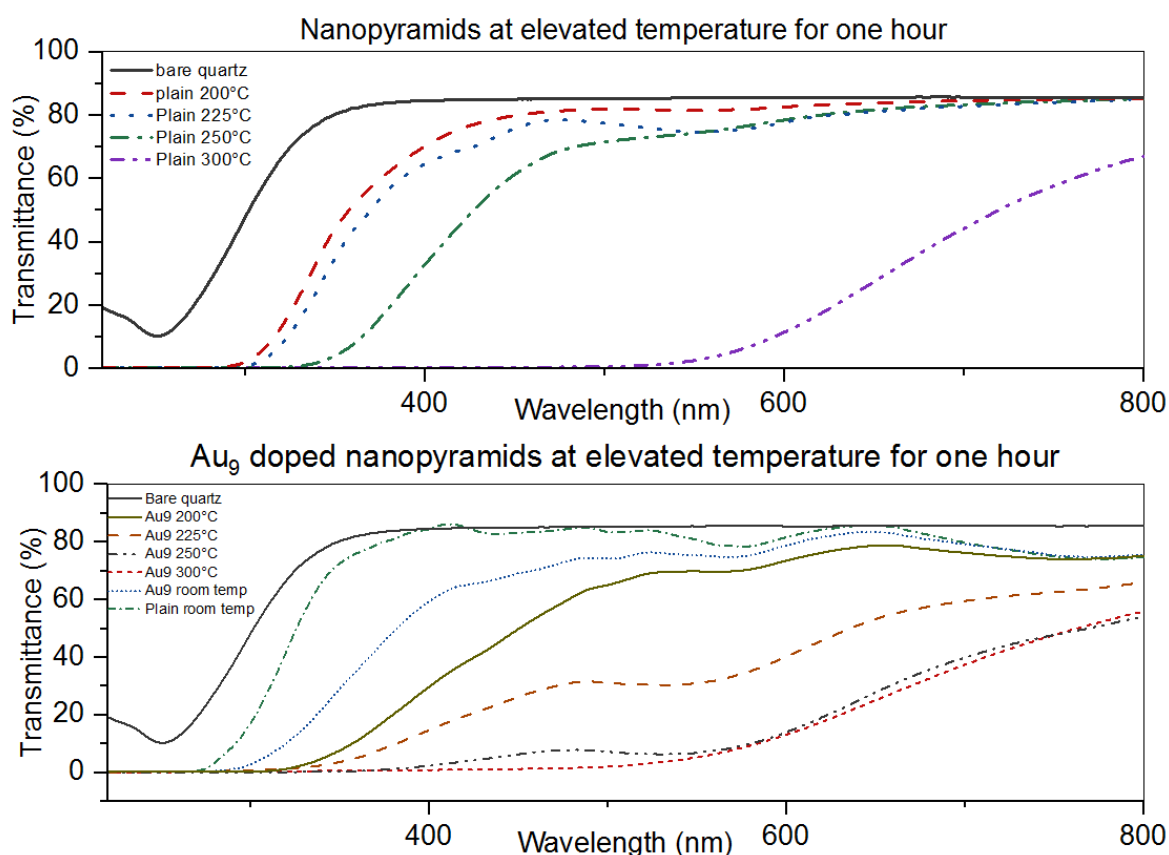 Nanopyramids at elevated temperature for one hour
100
80
60
40
20
0
Transmittance (%)
bare quartz
plain 200°C
Plain 225°C
Plain 250°C
Plain 300°C
400
600
800
Wavelength (nm)
Au₉ doped nanopyramids at elevated temperature for one hour
100
80
60
40
20
0
Transmittance (%)
Bare quartz
Au9 200°C
Au9 225°C
Au9 250°C
Au9 300°C
Au9 room temp
Plain room temp
400
600
800
Wavelength (nm)